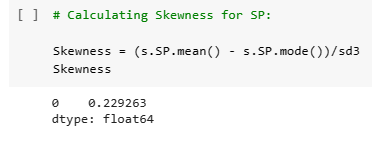 [ ] # Calculating Skewness for SP:
Skewness = (s.SP.mean() - s.SP.mode())/sd3
Skewness
0    0.229263
dtype: float64